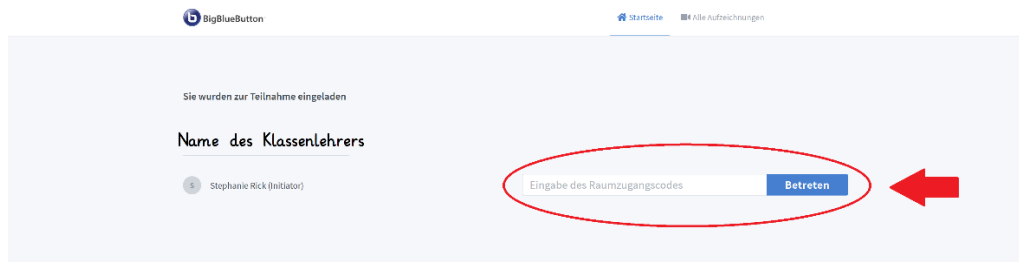 BigBlueButton
Startseite
Alle Aufzeichnungen
Sie wurden zur Teilnahme eingeladen
Name des Klassenlehrers
S
Stephanie Rick (Initiator)
Eingabe des Raumzugangscodes
Betreten